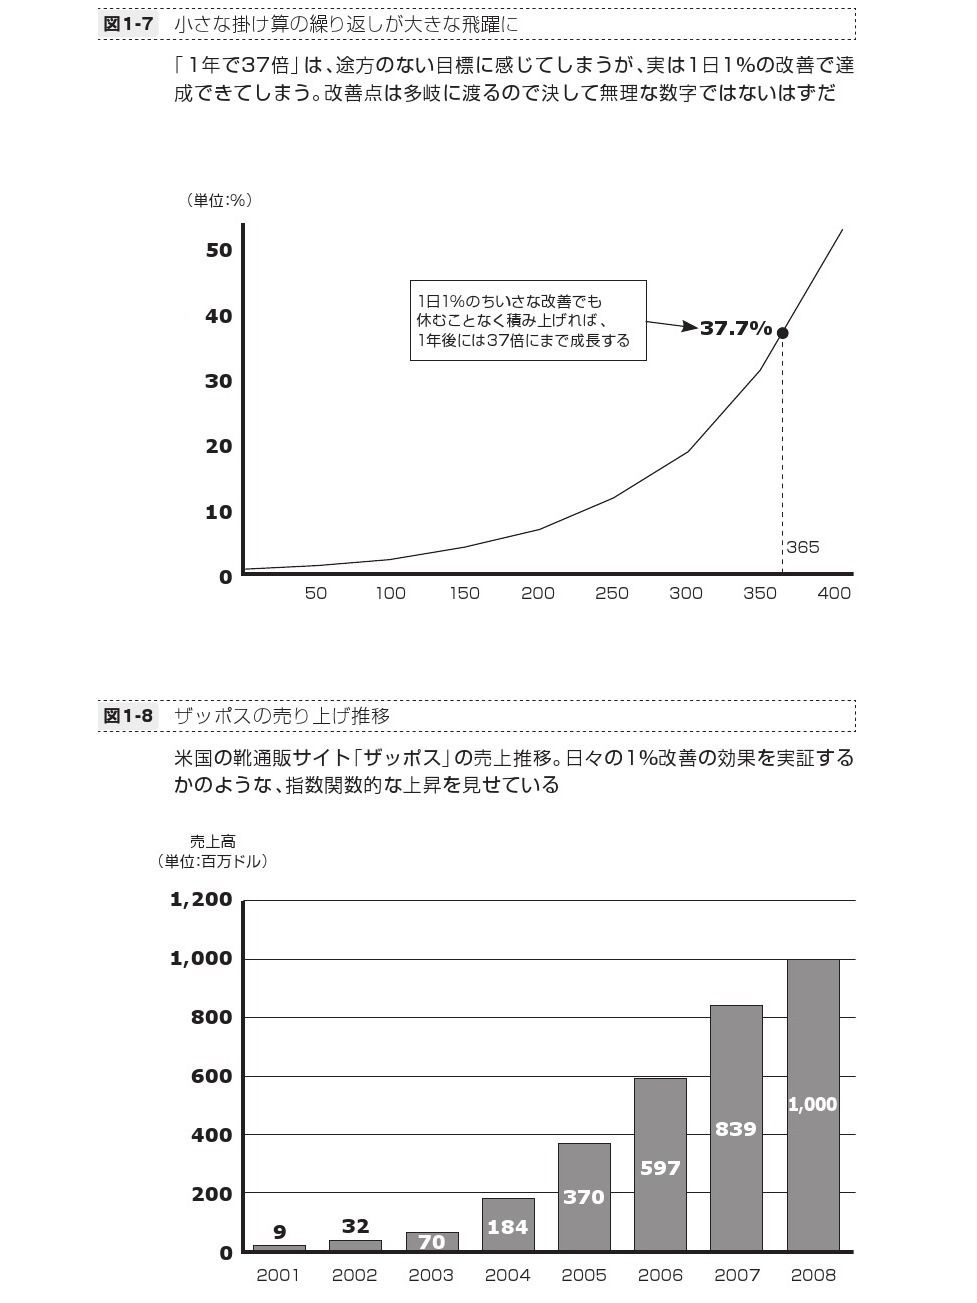 図1-7 小さな掛け算の繰り返しが大きな飛躍に
「1年で37倍」は、途方のない目標に感じてしまうが、実は1日1%の改善で達
成できてしまう。改善点は多岐に渡るので決して無理な数字ではないはずだ
（単位：%）
50
40
30
20
10
0
1日1%のちいさな改善でも
休むことなく積み上げれば、
1年後には37倍にまで成長する
37.7%
365
50 100 150 200 250 300 350 400
図1-8 ザッポスの売り上げ推移
米国の靴通販サイト「ザッポス」の売上推移。日々の1%改善の効果を実証する
かのような、指数関数的な上昇を見せている
売上高
（単位：百万ドル）
1,200
1,000
800
600
400
200
0
9 32 70 184 370 597 839 1,000
2001 2002 2003 2004 2005 2006 2007 2008